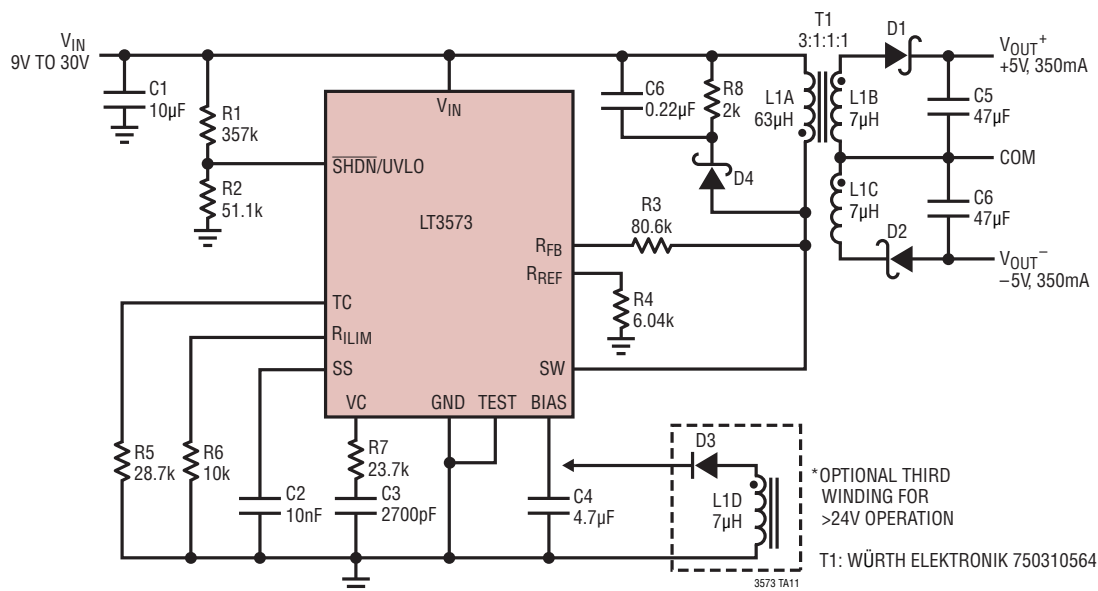 VIN
9V TO 30V
C1
10µF
R1
357k
R2
51.1k
VIN
SHDN/UVLO
LT3573
RFB
RREF
SW
TC
RILIM
SS
VC
GND
TEST
BIAS
C6
0.22µF
R8
2k
D4
R3
80.6k
R4
6.04k
T1
3:1:1:1
L1A
63µH
L1B
7µH
L1C
7µH
D1
D2
C5
47µF
C6
47µF
VOUT+
+5V, 350mA
COM
VOUT–
–5V, 350mA
R5
28.7k
R6
10k
C2
10nF
R7
23.7k
C3
2700pF
C4
4.7µF
D3
L1D
7µH
*OPTIONAL THIRD
WINDING FOR
>24V OPERATION
T1: WÜRTH ELEKTRONIK 750310564
3573 TA11